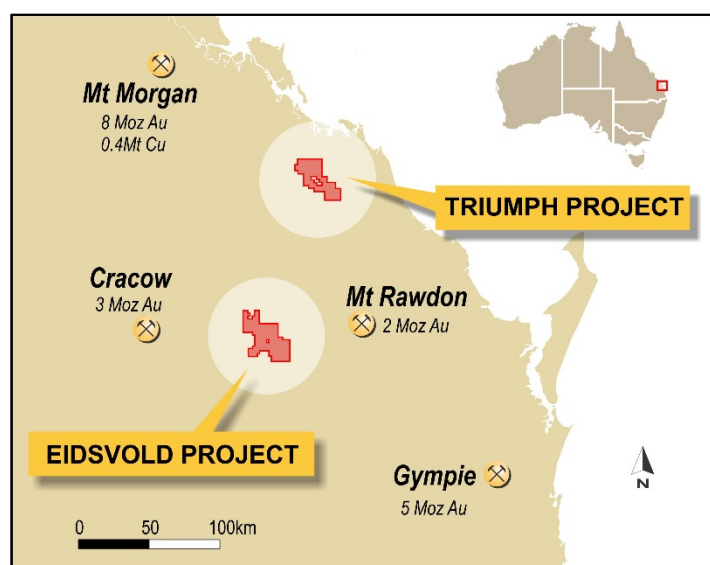 Mt Morgan
8 Moz Au
0.4Mt Cu
TRIUMPH PROJECT
Cracow
3 Moz Au
Mt Rawdon
2 Moz Au
EIDSVOLD PROJECT
Gympie
5 Moz Au
N
0 50 100km